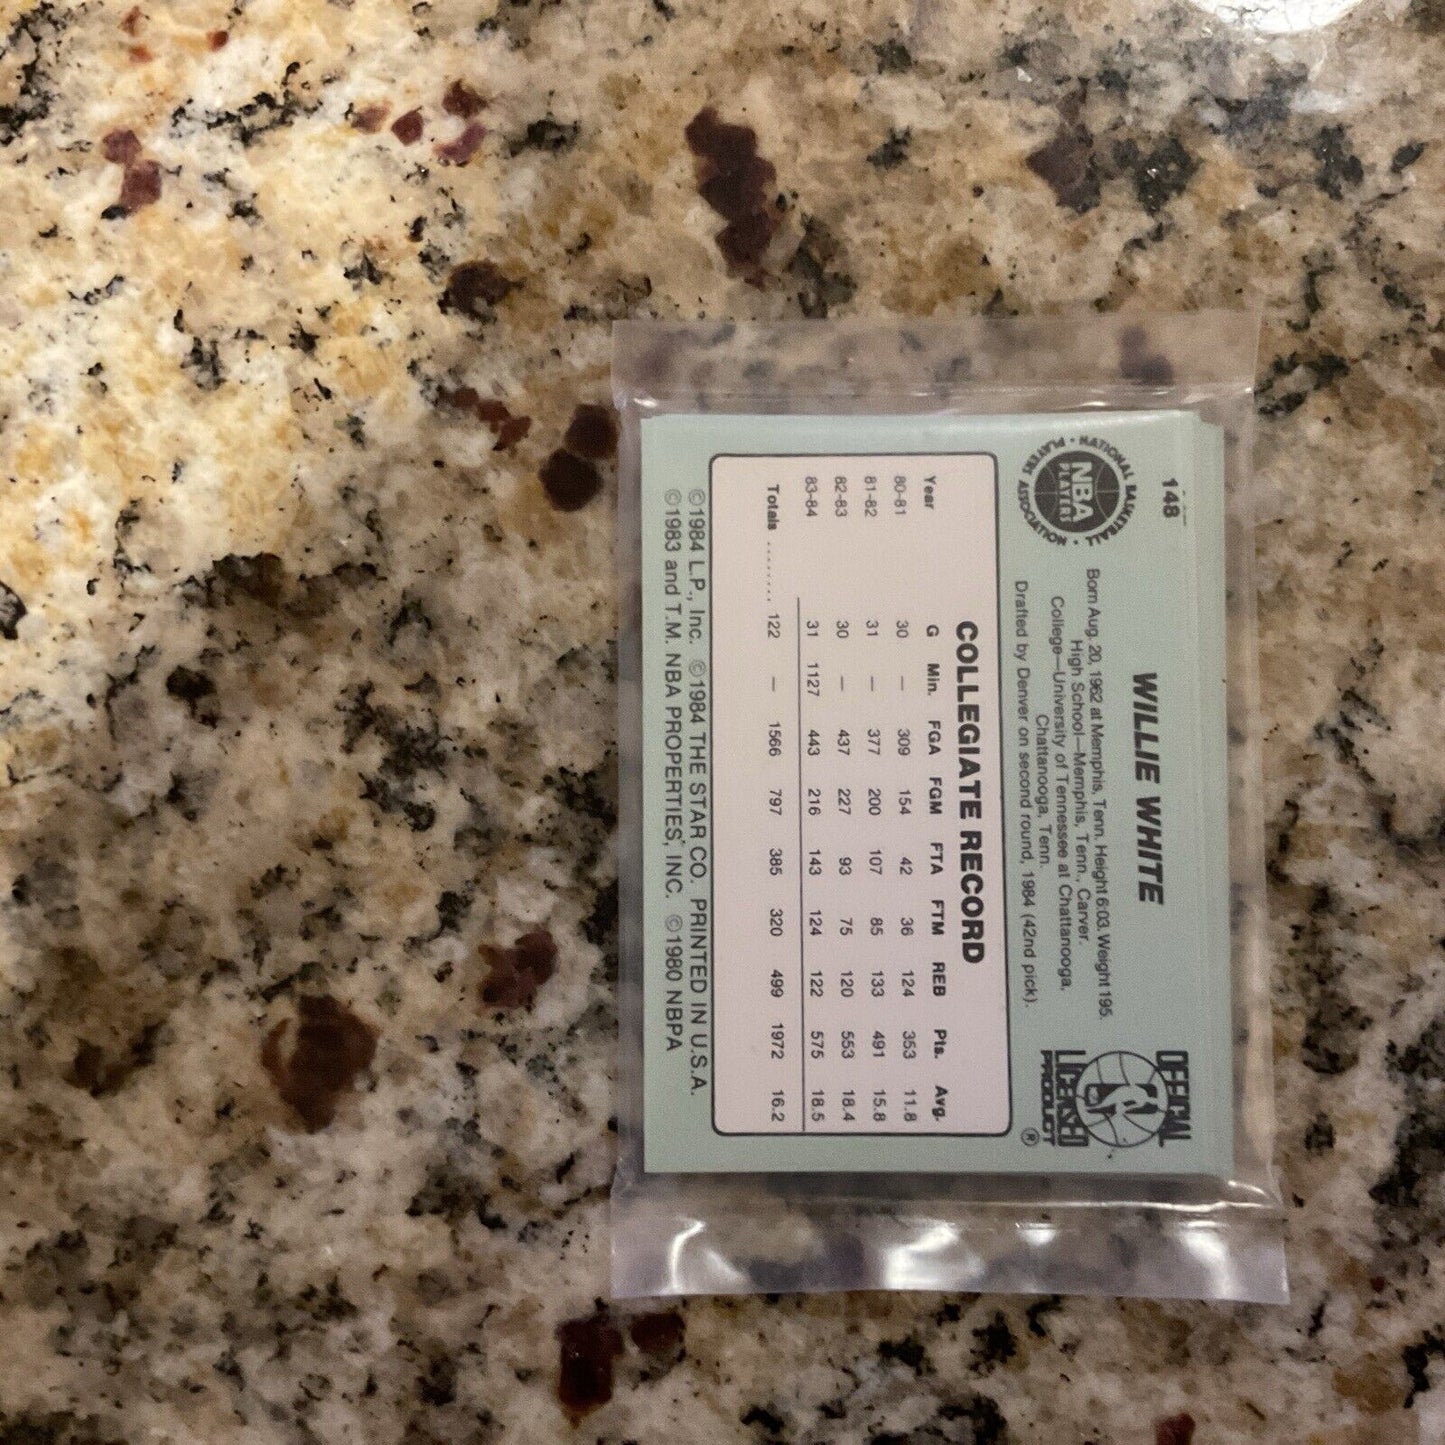 148
WILLIE WHITE
NATIONAL BASKETBALL
PLAYERS
ASSOCIATION
NBA
PLAYERS
OFFICIAL
LICENSED
PRODUCT
®
Born Aug. 20, 1962 at Memphis, Tenn. Height 6:03. Weight 195.
High School—Memphis, Tenn., Carver.
College—University of Tennessee at Chattanooga,
Chattanooga, Tenn.
Drafted by Denver on second round, 1984 (42nd pick).
COLLEGIATE RECORD
Year G Min. FGA FGM FTA FTM REB Pts. Avg.
80-81 30 — 309 154 42 36 124 353 11.8
81-82 31 — 377 200 107 85 133 491 15.8
82-83 30 — 437 227 93 75 120 553 18.4
83-84 31 1127 443 216 143 124 122 575 18.5
Totals ........ 122 — 1566 797 385 320 499 1972 16.2
©1984 L.P., Inc. ©1984 THE STAR CO. PRINTED IN U.S.A.
©1983 and T.M. NBA PROPERTIES, INC. ©1980 NBPA